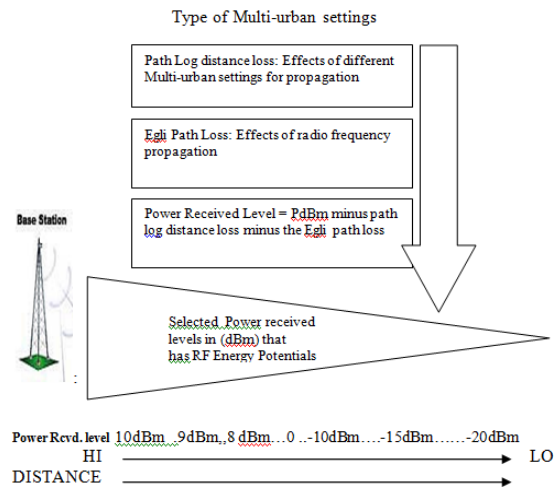 Type of Multi-urban settings
Path Log distance loss: Effects of different
Multi-urban settings for propagation
Egli Path Loss: Effects of radio frequency
propagation
Power Received Level = PdBm minus path
log distance loss minus the Egli path loss
Base Station
Selected Power received
levels in (dBm) that
has RF Energy Potentials
:
Power Rcvd. level 10dBm ..9dBm,,8 dBm…0 ..-10dBm….-15dBm……-20dBm
HI LO
DISTANCE